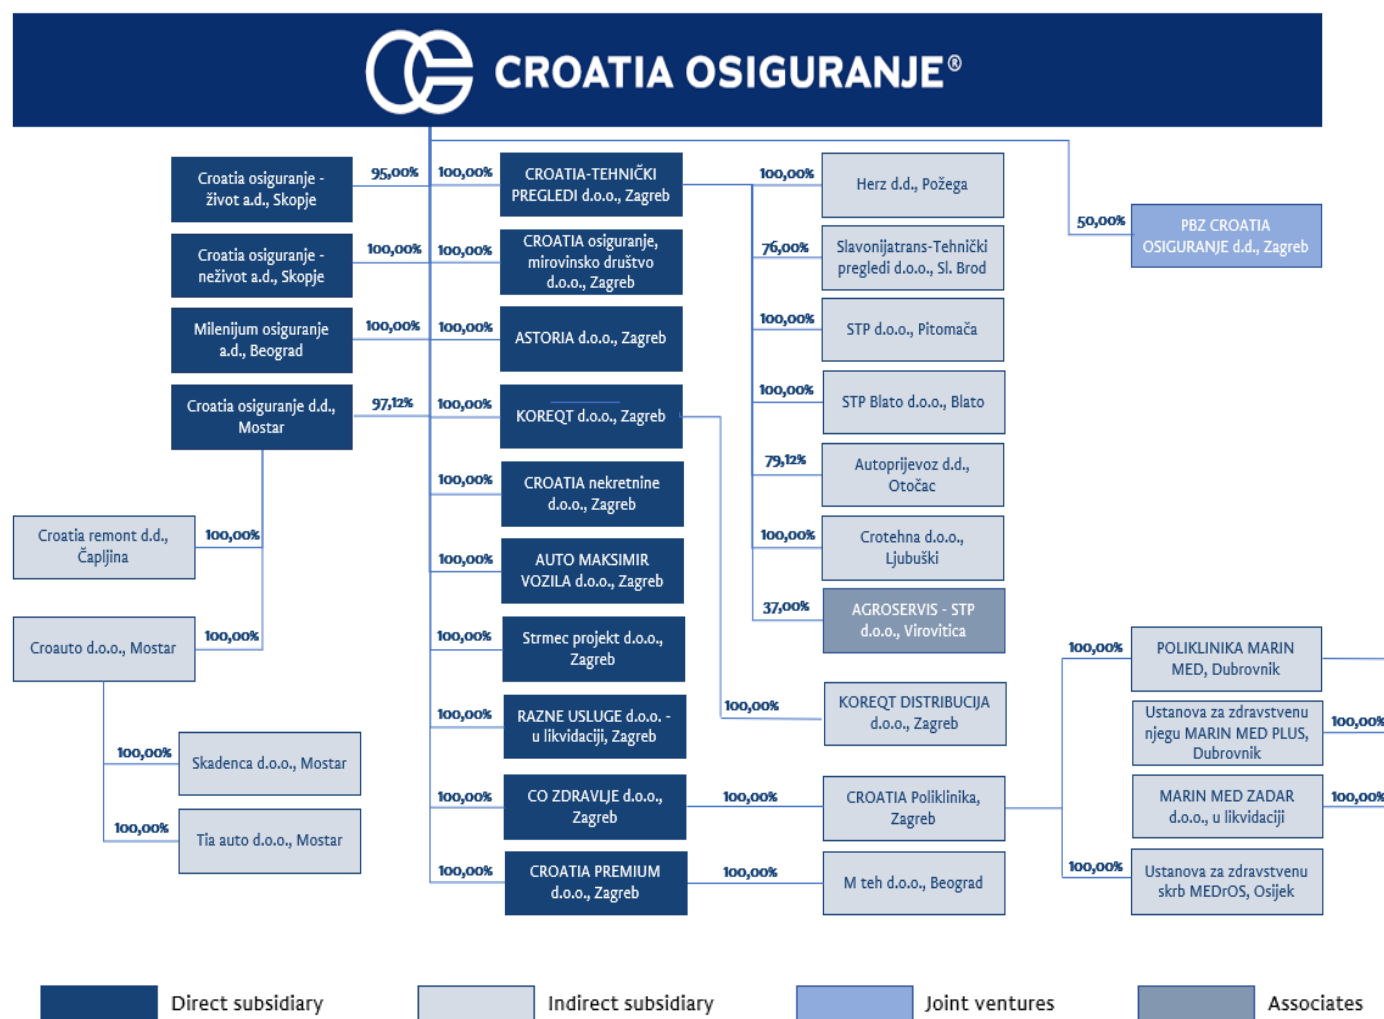 CROATIA OSIGURANJE®
Croatia osiguranje -
život a.d., Skopje
95,00%
Croatia osiguranje -
neživot a.d., Skopje
100,00%
Milenijum osiguranje
a.d., Beograd
100,00%
Croatia osiguranje d.d.,
Mostar
97,12%
Croatia remont d.d.,
Čapljina
100,00%
Croauto d.o.o., Mostar
100,00%
100,00%
Skadenca d.o.o., Mostar
100,00%
Tia auto d.o.o., Mostar
100,00%
CROATIA-TEHNIČKI
PREGLEDI d.o.o., Zagreb
100,00%
CROATIA osiguranje,
mirovinsko društvo
d.o.o., Zagreb
100,00%
ASTORIA d.o.o., Zagreb
100,00%
KOREQT d.o.o., Zagreb
100,00%
CROATIA nekretnine
d.o.o., Zagreb
100,00%
AUTO MAKSIMIR
VOZILA d.o.o., Zagreb
100,00%
Strmec projekt d.o.o.,
Zagreb
100,00%
RAZNE USLUGE d.o.o. -
u likvidaciji, Zagreb
100,00%
CO ZDRAVLJE d.o.o.,
Zagreb
100,00%
CROATIA PREMIUM
d.o.o., Zagreb
100,00%
Herz d.d., Požega
76,00%
Slavonijatrans-Tehnički
pregledi d.o.o., Sl. Brod
100,00%
STP d.o.o., Pitomača
100,00%
STP Blato d.o.o., Blato
79,12%
Autoprijevoz d.d.,
Otočac
100,00%
Crotehna d.o.o.,
Ljubuški
37,00%
AGROSERVIS - STP
d.o.o., Virovitica
100,00%
KOREQT DISTRIBUCIJA
d.o.o., Zagreb
100,00%
CROATIA Poliklinika,
Zagreb
100,00%
M teh d.o.o., Beograd
50,00%
PBZ CROATIA
OSIGURANJE d.d., Zagreb
100,00%
POLIKLINIKA MARIN
MED, Dubrovnik
Ustanova za zdravstvenu
njegu MARIN MED PLUS,
Dubrovnik
100,00%
MARIN MED ZADAR
d.o.o., u likvidaciji
100,00%
100,00%
Ustanova za zdravstvenu
skrb MEDrOS, Osijek
Direct subsidiary
Indirect subsidiary
Joint ventures
Associates